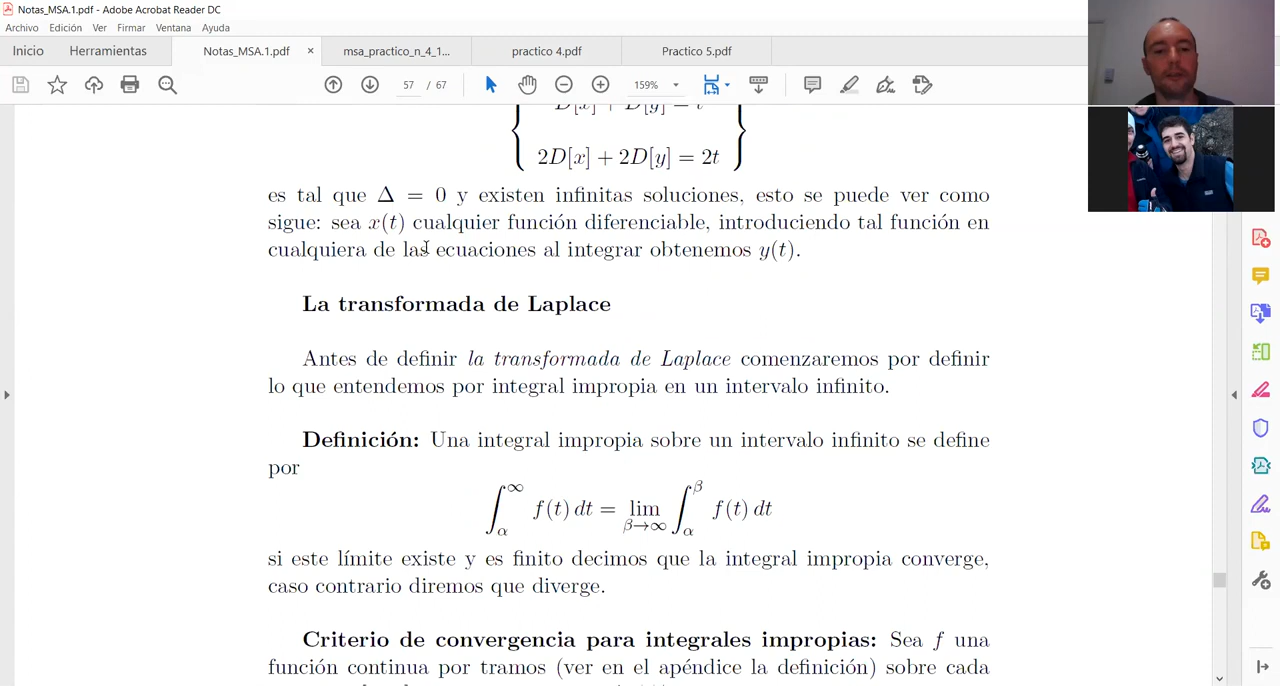 Notas_MSA.1.pdf - Adobe Acrobat Reader DC
Archivo Edición Ver Firmar Ventana Ayuda
Inicio Herramientas Notas_MSA.1.pdf × msa_practico_n_4_1... practico 4.pdf Practico 5.pdf
57 / 67 159%
D[x] + D[y] = t
2D[x] + 2D[y] = 2t
es tal que Δ = 0 y existen infinitas soluciones, esto se puede ver como
sigue: sea x(t) cualquier función diferenciable, introduciendo tal función en
cualquiera de las ecuaciones al integrar obtenemos y(t).
La transformada de Laplace
Antes de definir la transformada de Laplace comenzaremos por definir
lo que entendemos por integral impropia en un intervalo infinito.
Definición: Una integral impropia sobre un intervalo infinito se define
por
∫_α^∞ f(t) dt = lim_{β→∞} ∫_α^β f(t) dt
si este límite existe y es finito decimos que la integral impropia converge,
caso contrario diremos que diverge.
Criterio de convergencia para integrales impropias: Sea f una
función continua por tramos (ver en el apéndice la definición) sobre cada